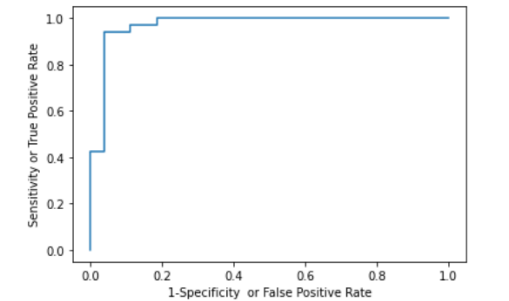 Sensitivity or True Positive Rate
1.0
0.8
0.6
0.4
0.2
0.0
0.0 0.2 0.4 0.6 0.8 1.0
1-Specificity  or False Positive Rate